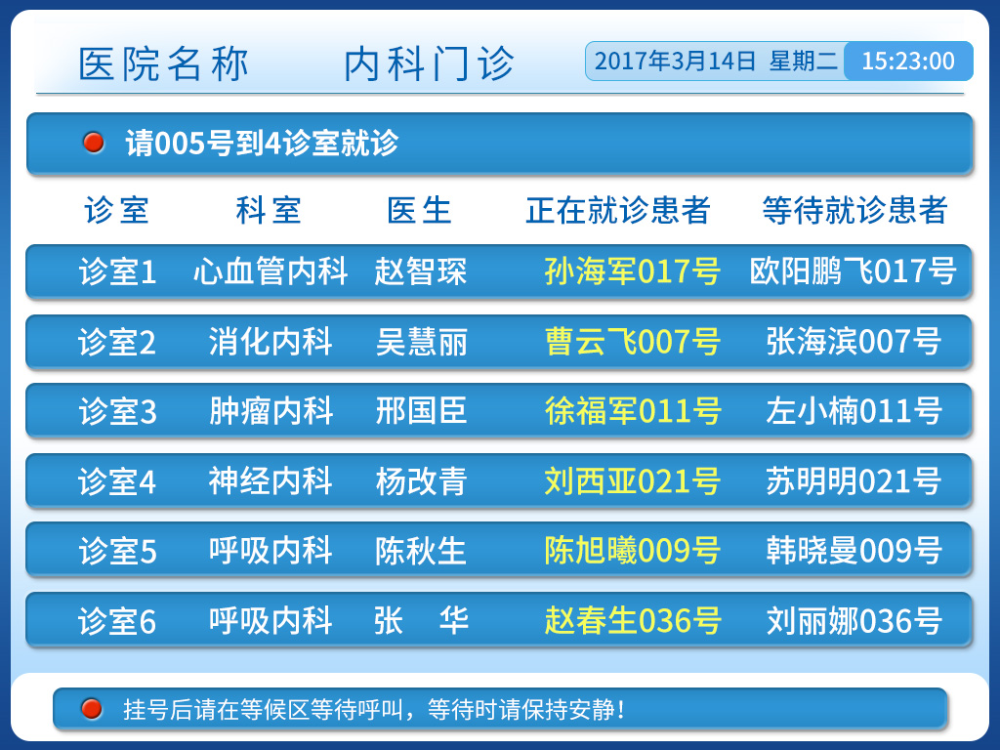 医院名称 内科门诊 2017年3月14日 星期二 15:23:00
请005号到4诊室就诊
诊室 科室 医生 正在就诊患者 等待就诊患者
诊室1 心血管内科 赵智琛 孙海军017号 欧阳鹏飞017号
诊室2 消化内科 吴慧丽 曹云飞007号 张海滨007号
诊室3 肿瘤内科 邢国臣 徐福军011号 左小楠011号
诊室4 神经内科 杨改青 刘西亚021号 苏明明021号
诊室5 呼吸内科 陈秋生 陈旭曦009号 韩晓曼009号
诊室6 呼吸内科 张 华 赵春生036号 刘丽娜036号
挂号后请在等候区等待呼叫，等待时请保持安静！